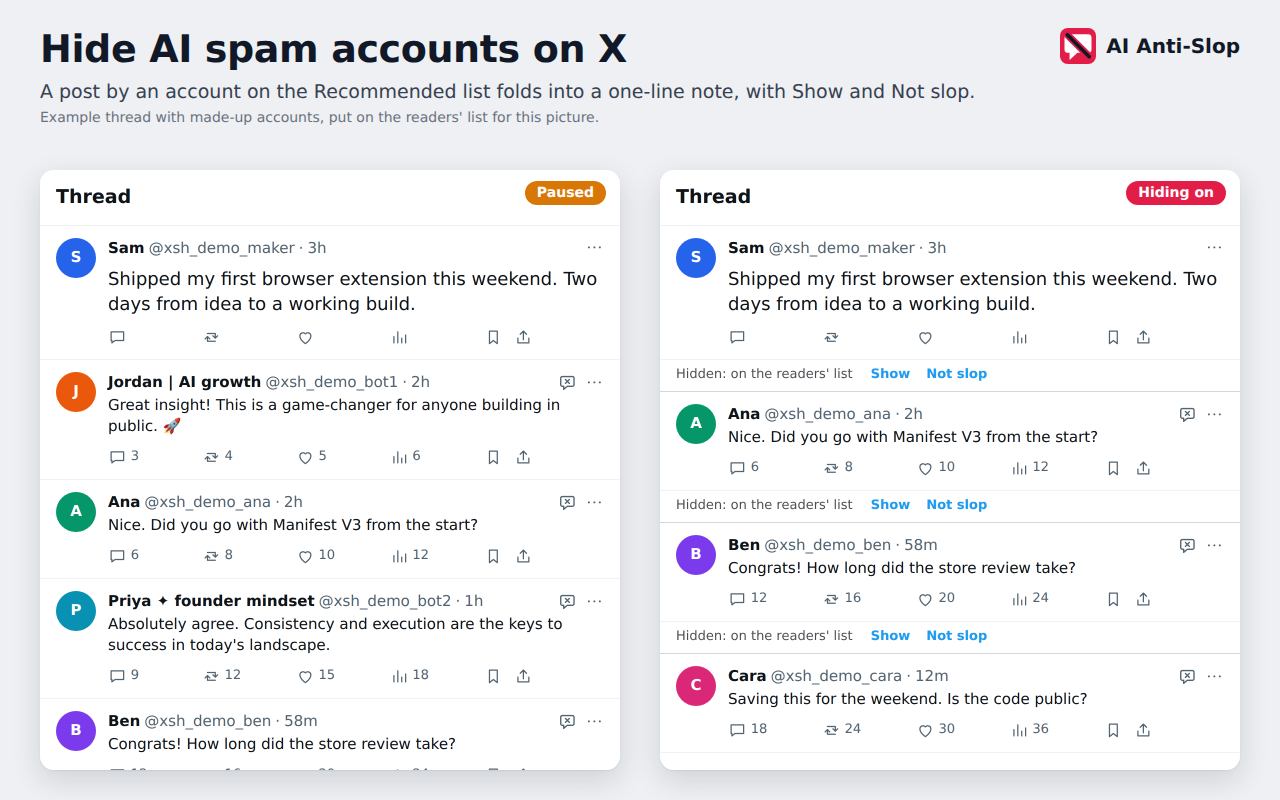 Hide AI spam accounts on X
AI Anti-Slop
A post by an account on the Recommended list folds into a one-line note, with Show and Not slop.
Example thread with made-up accounts, put on the readers' list for this picture.
Thread
Paused
S
Sam @xsh_demo_maker · 3h
Shipped my first browser extension this weekend. Two
days from idea to a working build.
J
Jordan | AI growth @xsh_demo_bot1 · 2h
Great insight! This is a game-changer for anyone building in
public. 🚀
3 4 5 6
A
Ana @xsh_demo_ana · 2h
Nice. Did you go with Manifest V3 from the start?
6 8 10 12
P
Priya ✦ founder mindset @xsh_demo_bot2 · 1h
Absolutely agree. Consistency and execution are the keys to
success in today's landscape.
9 12 15 18
B
Ben @xsh_demo_ben · 58m
Congrats! How long did the store review take?
Thread
Hiding on
S
Sam @xsh_demo_maker · 3h
Shipped my first browser extension this weekend. Two
days from idea to a working build.
Hidden: on the readers' list Show Not slop
A
Ana @xsh_demo_ana · 2h
Nice. Did you go with Manifest V3 from the start?
6 8 10 12
Hidden: on the readers' list Show Not slop
B
Ben @xsh_demo_ben · 58m
Congrats! How long did the store review take?
12 16 20 24
Hidden: on the readers' list Show Not slop
C
Cara @xsh_demo_cara · 12m
Saving this for the weekend. Is the code public?
18 24 30 36